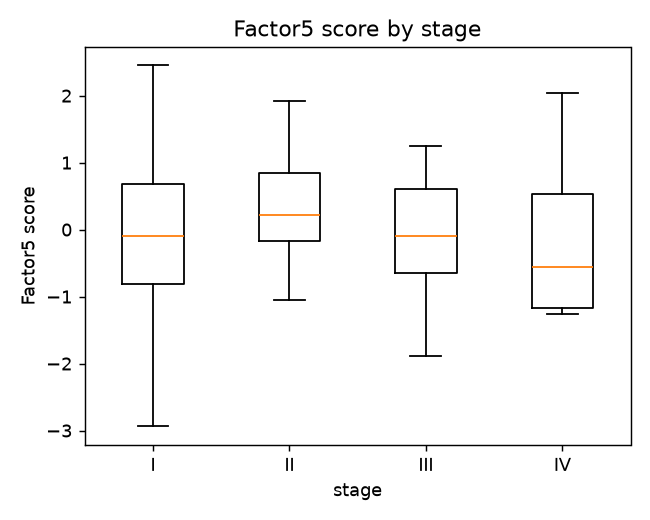 Factor5 score by stage
Factor5 score
2
1
0
−1
−2
−3
I
II
III
IV
stage